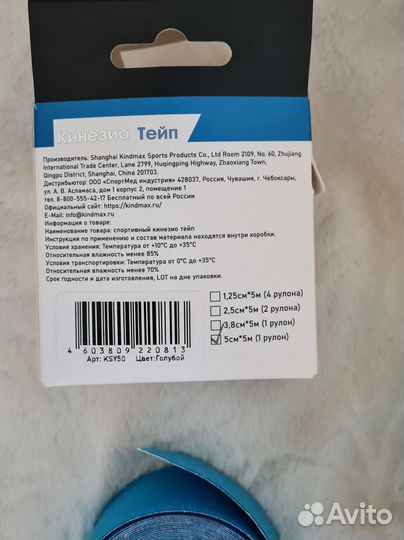 Кинезио Тейп
Производитель: Shanghai Kindmax Sports Products Co., Ltd Room 2109, No. 60, Zhujiang
International Trade Center, Lane 2799, Huqingping Highway, Zhaoxiang Town,
Qingpu District, Shanghai, China 201703.
Дистрибьютор: ООО «СпортМед индустрия» 428037, Россия, Чувашия, г. Чебоксары,
ул. А. В. Асламаса, дом 1 корпус 2, помещение 1
тел. 8-800-555-42-17 Бесплатный по всей России
Официальный сайт: https://kindmax.ru/
E-Mail: info@kindmax.ru
Информация о товаре:
Наименование товара: спортивный кинезио тейп
Инструкция по применению и состав материала находятся внутри коробки.
Условия хранения: Температура от +10°C до +35°C
Относительная влажность менее 85%
Условия транспортировки: Температура от 0°C до +35°C
Относительная влажность менее 70%
Срок годности и дата изготовления, LOT на дне упаковки.
1,25см*5м (4 рулона)
2,5см*5м (2 рулона)
3,8см*5м (1 рулон)
5см*5м (1 рулон)
4 603809 220813
Арт: KSY50 Цвет:Голубой
Avito